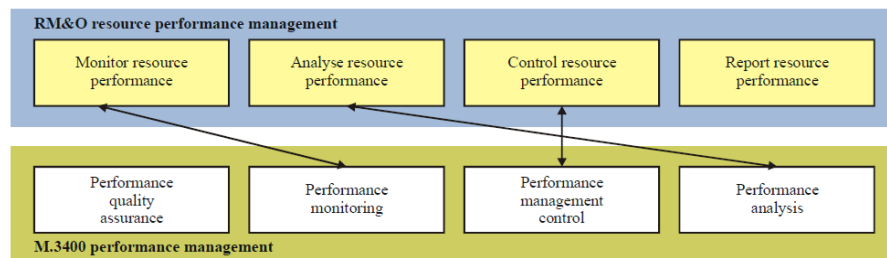 RM&O resource performance management
Monitor resource
performance
Analyse resource
performance
Control resource
performance
Report resource
performance
Performance
quality
assurance
Performance
monitoring
Performance
management
control
Performance
analysis
M.3400 performance management